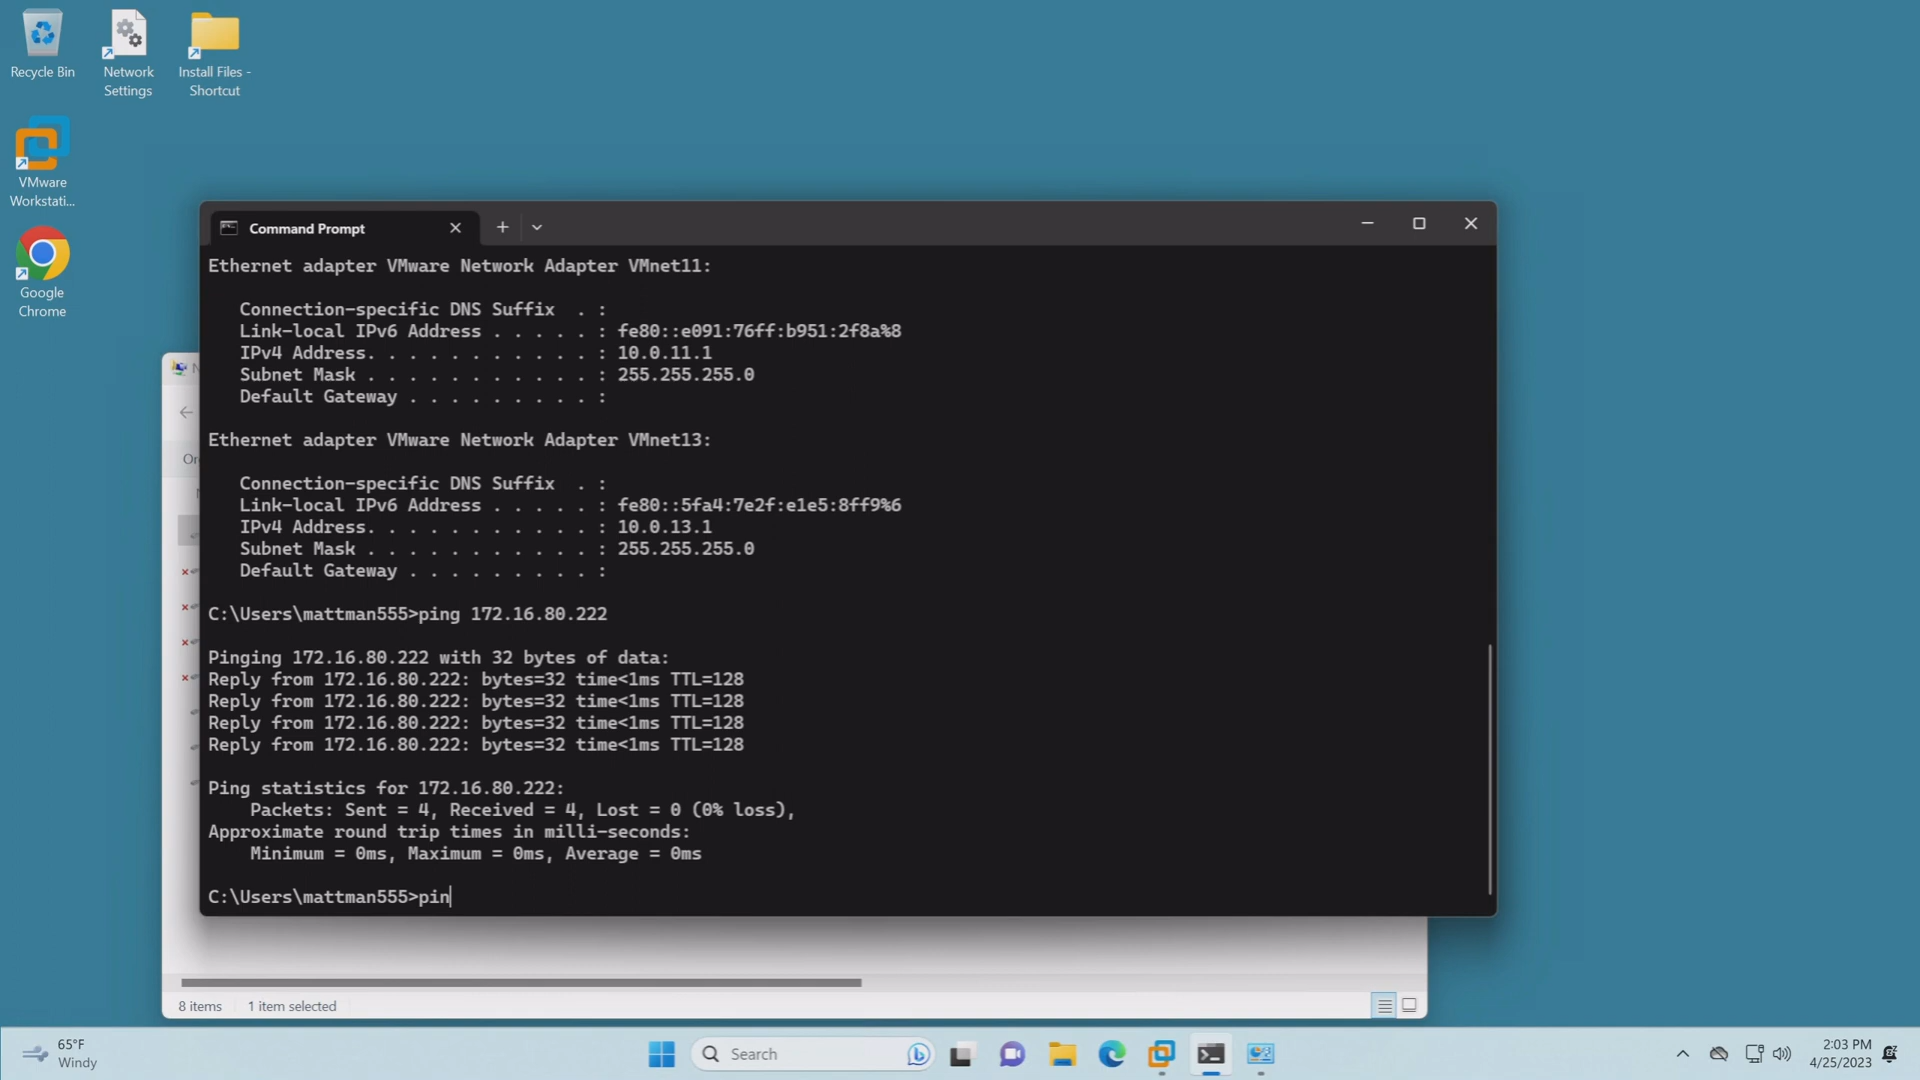 Recycle Bin
Network
Settings
Install Files -
Shortcut
VMware
Workstati...
Google
Chrome
Command Prompt
Ethernet adapter VMware Network Adapter VMnet11:
Connection-specific DNS Suffix  . :
Link-local IPv6 Address . . . . . : fe80::e091:76ff:b951:2f8a%8
IPv4 Address. . . . . . . . . . . : 10.0.11.1
Subnet Mask . . . . . . . . . . . : 255.255.255.0
Default Gateway . . . . . . . . . :
Ethernet adapter VMware Network Adapter VMnet13:
Connection-specific DNS Suffix  . :
Link-local IPv6 Address . . . . . : fe80::5fa4:7e2f:e1e5:8ff9%6
IPv4 Address. . . . . . . . . . . : 10.0.13.1
Subnet Mask . . . . . . . . . . . : 255.255.255.0
Default Gateway . . . . . . . . . :
C:\Users\mattman555>ping 172.16.80.222
Pinging 172.16.80.222 with 32 bytes of data:
Reply from 172.16.80.222: bytes=32 time<1ms TTL=128
Reply from 172.16.80.222: bytes=32 time<1ms TTL=128
Reply from 172.16.80.222: bytes=32 time<1ms TTL=128
Reply from 172.16.80.222: bytes=32 time<1ms TTL=128
Ping statistics for 172.16.80.222:
Packets: Sent = 4, Received = 4, Lost = 0 (0% loss),
Approximate round trip times in milli-seconds:
Minimum = 0ms, Maximum = 0ms, Average = 0ms
C:\Users\mattman555>pin
8 items
1 item selected
65°F
Windy
Search
2:03 PM
4/25/2023